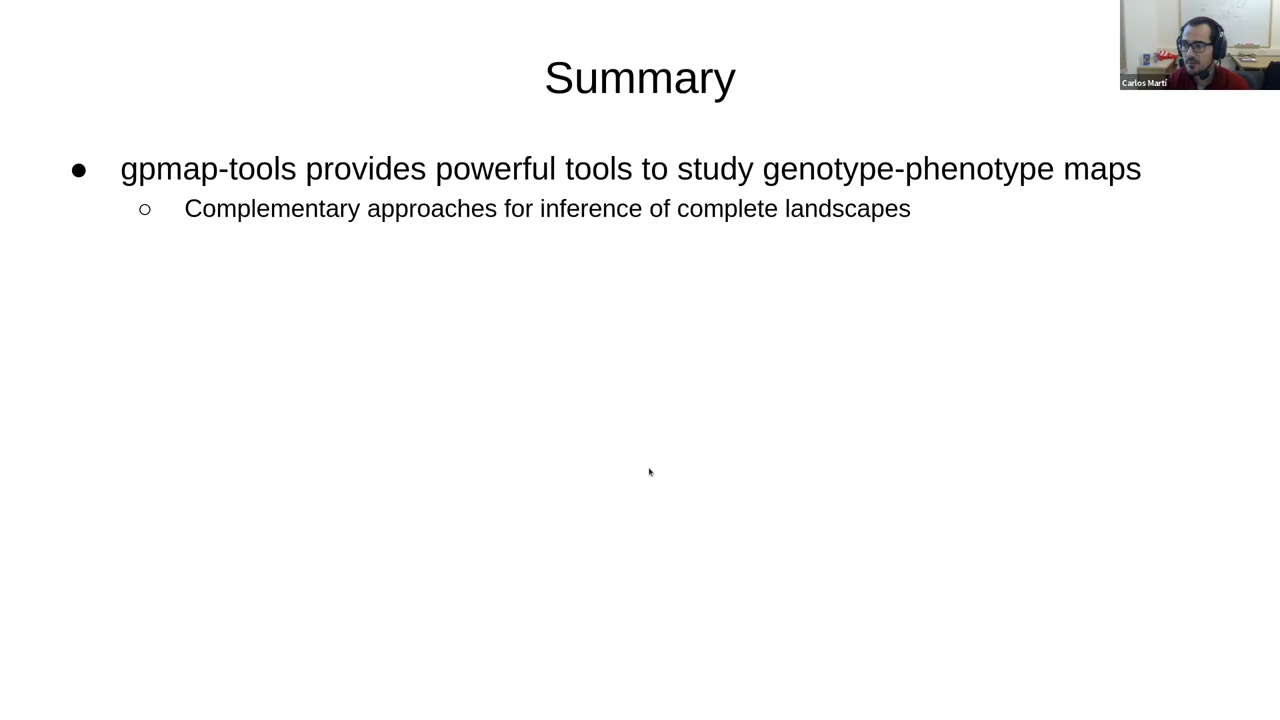 Summary
Carlos Martí
● gpmap-tools provides powerful tools to study genotype-phenotype maps
○ Complementary approaches for inference of complete landscapes